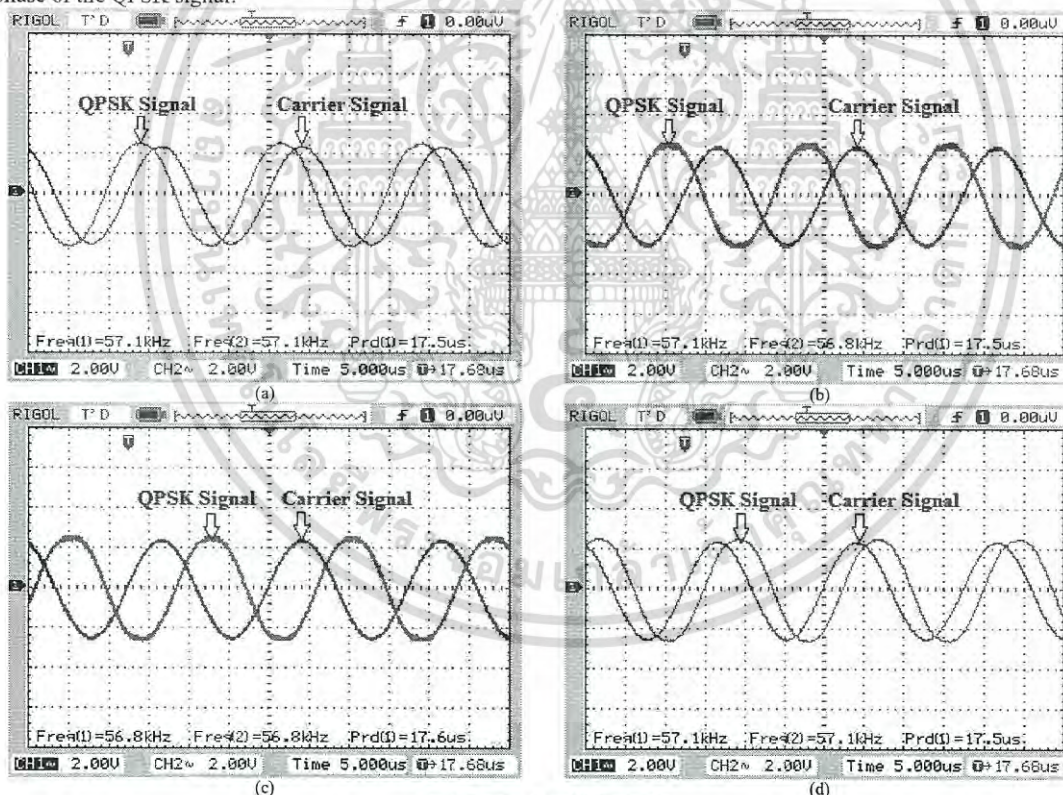 phase of the QPSK signal.
RIGOL T'D 1 0.00uV
QPSK Signal Carrier Signal
Freq(1)=57.1kHz Freq(2)=57.1kHz Prd(1)=17.5us
CH1~ 2.00V CH2~ 2.00V Time 5.000us T→17.68us
(a)
RIGOL T'D 1 0.00uV
QPSK Signal Carrier Signal
Freq(1)=57.1kHz Freq(2)=56.8kHz Prd(1)=17.5us
CH1~ 2.00V CH2~ 2.00V Time 5.000us T→17.68us
(b)
RIGOL T'D 1 0.00uV
QPSK Signal Carrier Signal
Freq(1)=56.8kHz Freq(2)=56.8kHz Prd(1)=17.6us
CH1~ 2.00V CH2~ 2.00V Time 5.000us T→17.68us
(c)
RIGOL T'D 1 0.00uV
QPSK Signal Carrier Signal
Freq(1)=57.1kHz Freq(2)=57.1kHz Prd(1)=17.5us
CH1~ 2.00V CH2~ 2.00V Time 5.000us T→17.68us
(d)